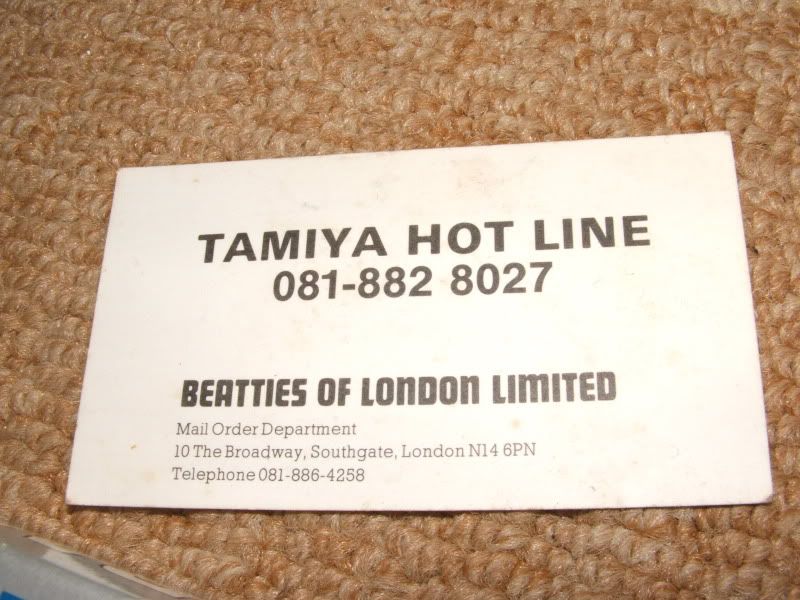 TAMIYA HOT LINE
081-882 8027
BEATTIES OF LONDON LIMITED
Mail Order Department
10 The Broadway, Southgate, London N14 6PN
Telephone 081-886-4258